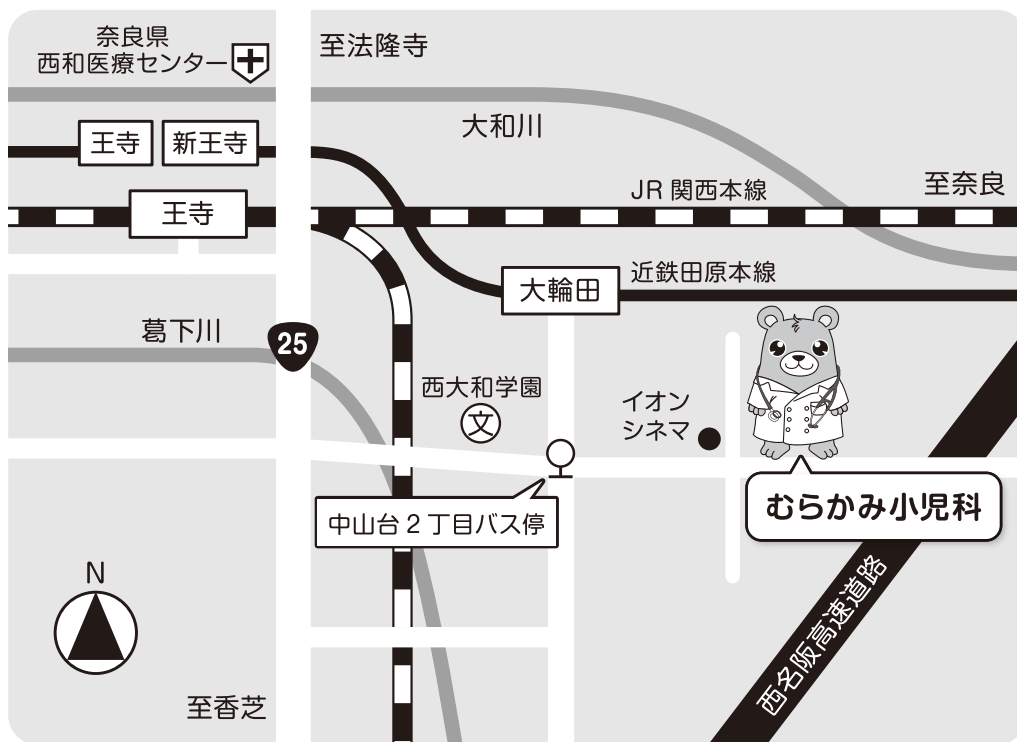 奈良県
西和医療センター
至法隆寺
大和川
王寺
新王寺
至奈良
JR関西本線
王寺
近鉄田原本線
大輪田
葛下川
25
西大和学園
文
イオン
シネマ
むらかみ小児科
中山台2丁目バス停
N
西名阪高速道路
至香芝